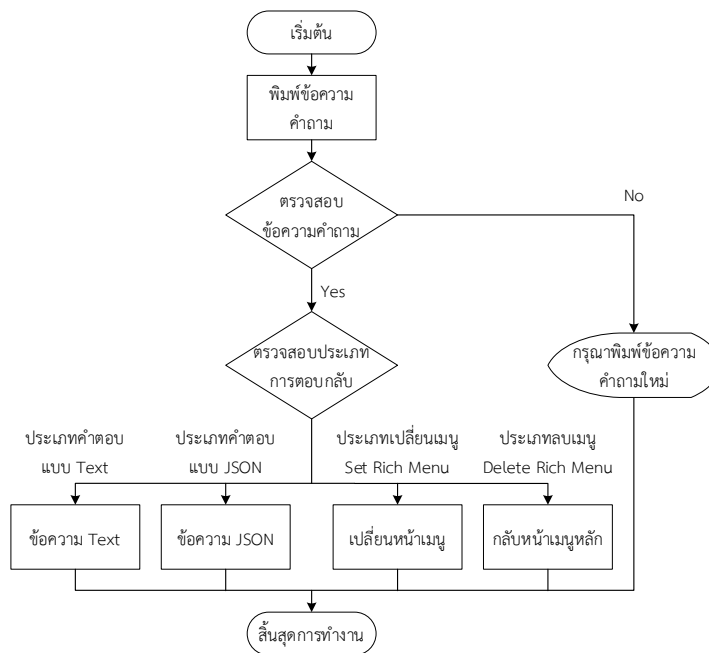 เริ่มต้น
พิมพ์ข้อความ
คำถาม
ตรวจสอบ
ข้อความคำถาม
No
Yes
ตรวจสอบประเภท
การตอบกลับ
กรุณาพิมพ์ข้อความ
คำถามใหม่
ประเภทคำตอบ
แบบ Text
ประเภทคำตอบ
แบบ JSON
ประเภทเปลี่ยนเมนู
Set Rich Menu
ประเภทลบเมนู
Delete Rich Menu
ข้อความ Text
ข้อความ JSON
เปลี่ยนหน้าเมนู
กลับหน้าเมนูหลัก
สิ้นสุดการทำงาน